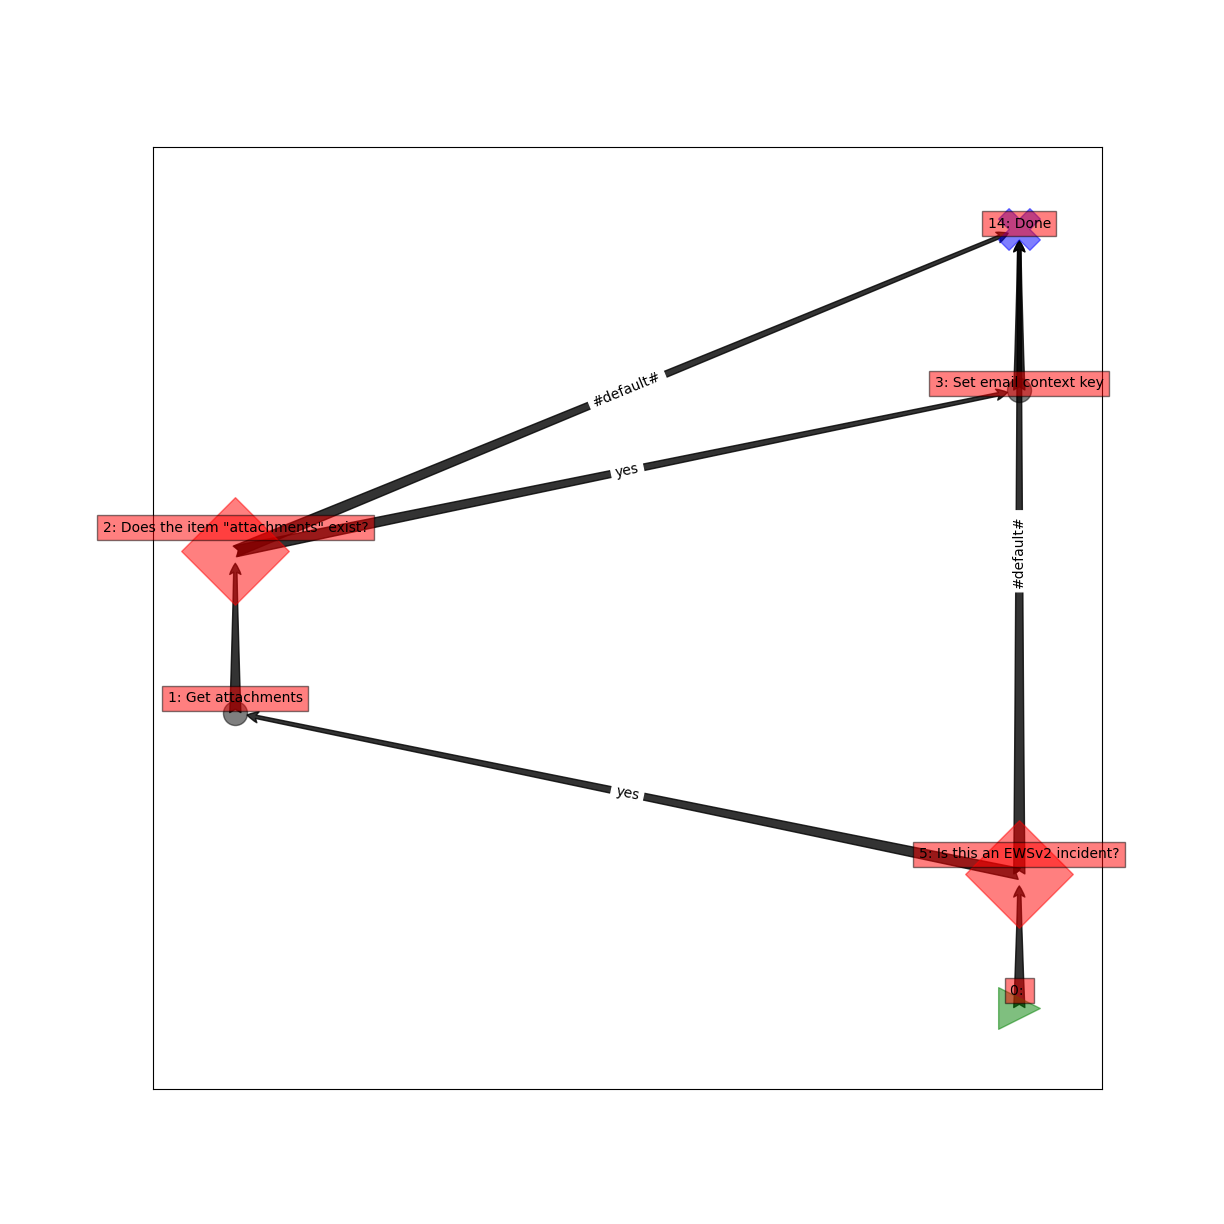 14: Done
#default#
3: Set email context key
yes
2: Does the item "attachments" exist?
#default#
1: Get attachments
yes
5: Is this an EWSv2 incident?
0: